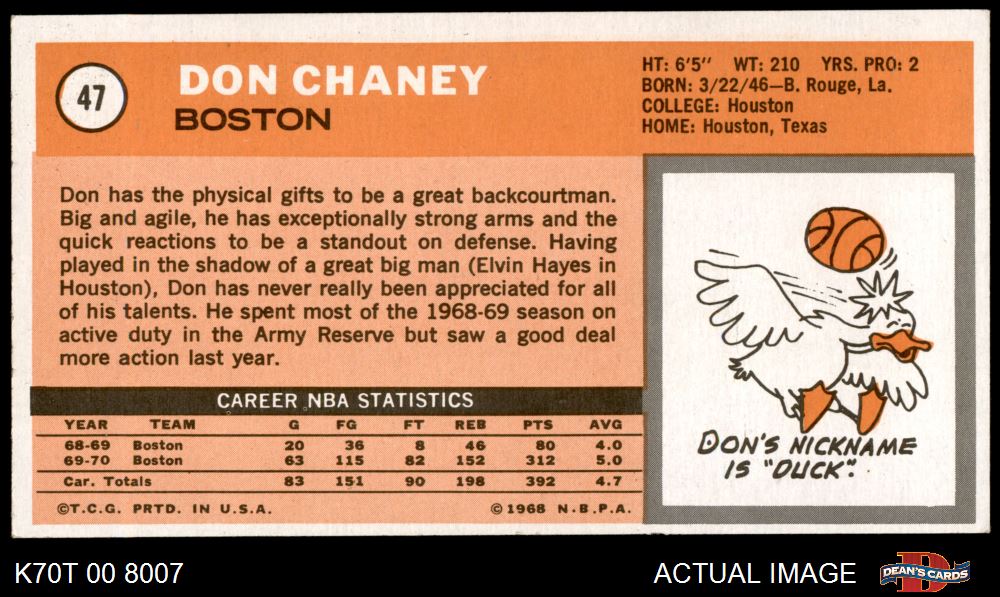 47
DON CHANEY
BOSTON
HT: 6'5" WT: 210 YRS. PRO: 2
BORN: 3/22/46—B. Rouge, La.
COLLEGE: Houston
HOME: Houston, Texas
Don has the physical gifts to be a great backcourtman.
Big and agile, he has exceptionally strong arms and the
quick reactions to be a standout on defense. Having
played in the shadow of a great big man (Elvin Hayes in
Houston), Don has never really been appreciated for all
of his talents. He spent most of the 1968-69 season on
active duty in the Army Reserve but saw a good deal
more action last year.
CAREER NBA STATISTICS
YEAR TEAM G FG FT REB PTS AVG
68-69 Boston 20 36 8 46 80 4.0
69-70 Boston 63 115 82 152 312 5.0
Car. Totals 83 151 90 198 392 4.7
©T.C.G. PRTD. IN U.S.A. ©1968 N.B.P.A.
DON'S NICKNAME
IS "DUCK".
K70T 00 8007
ACTUAL IMAGE
D
DEAN'S CARDS